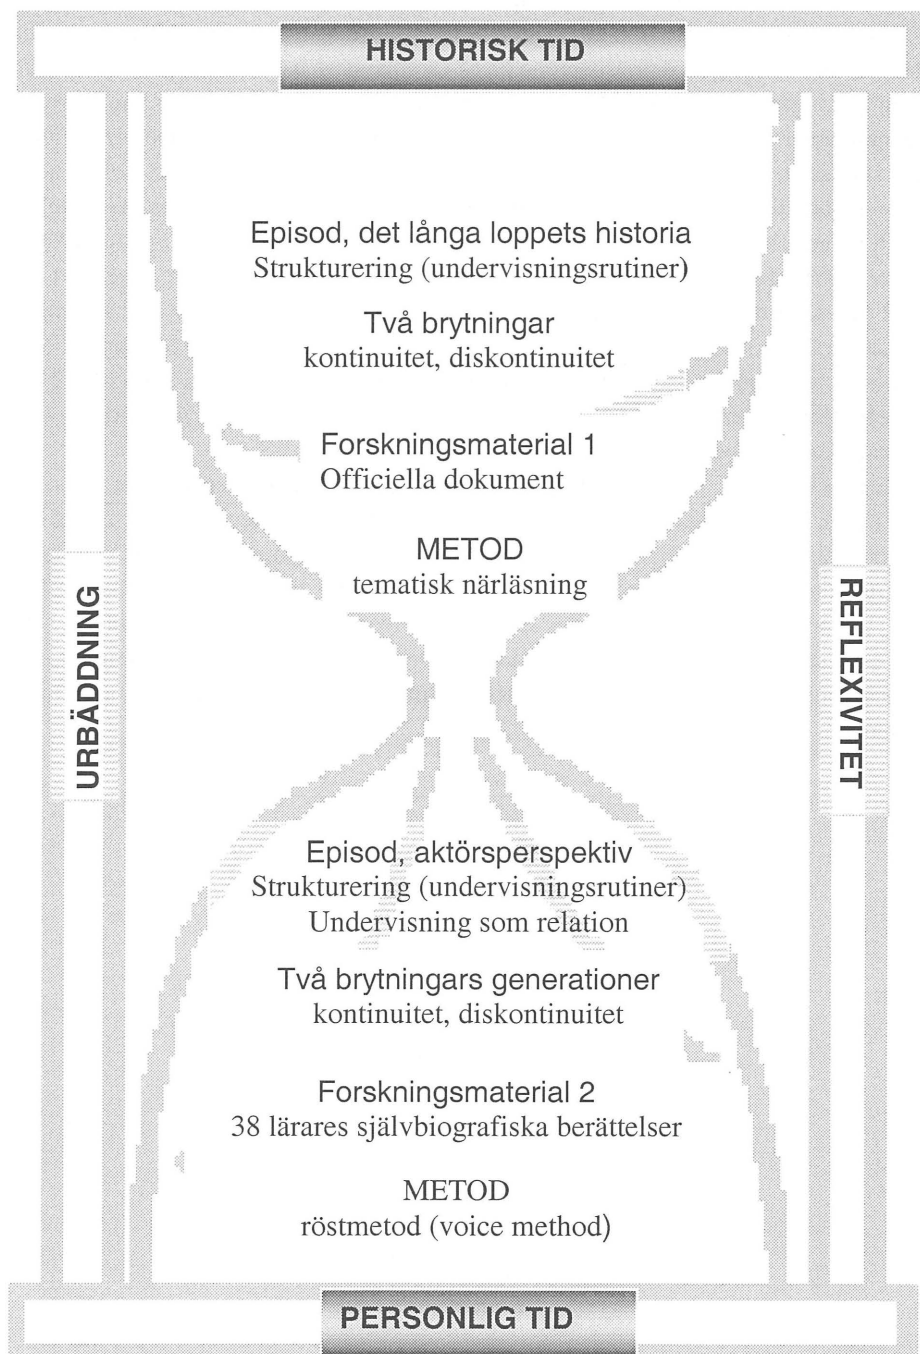 HISTORISK TID
Episod, det långa loppets historia
Strukturering (undervisningsrutiner)
Två brytningar
kontinuitet, diskontinuitet
Forskningsmaterial 1
Officiella dokument
METOD
tematisk närläsning
URBÄDDNING
REFLEXIVITET
Episod, aktörsperspektiv
Strukturering (undervisningsrutiner)
Undervisning som relation
Två brytningars generationer
kontinuitet, diskontinuitet
Forskningsmaterial 2
38 lärares självbiografiska berättelser
METOD
röstmetod (voice method)
PERSONLIG TID